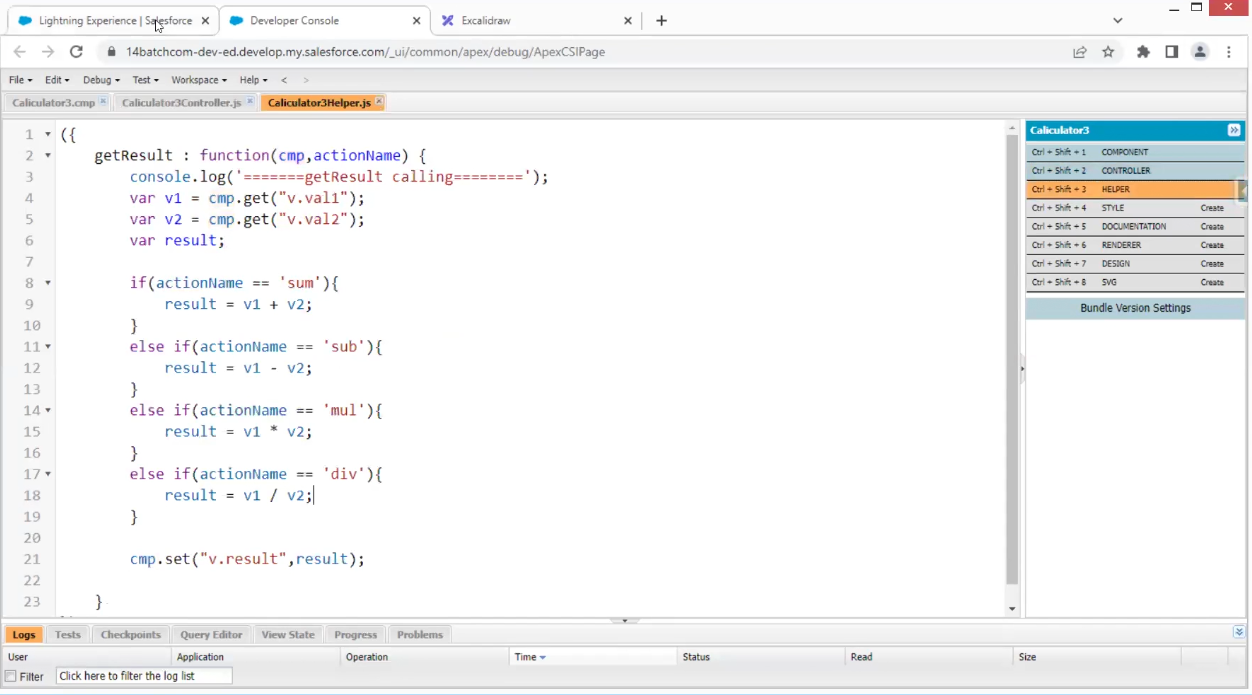 Lightning Experience | Salesforce
Developer Console
Excalidraw
14batchcom-dev-ed.develop.my.salesforce.com/_ui/common/apex/debug/ApexCSIPage
File Edit Debug Test Workspace Help < >
Caliculator3.cmp Caliculator3Controller.js Caliculator3Helper.js
1 ({
2 getResult : function(cmp,actionName) {
3 console.log('=======getResult calling========');
4 var v1 = cmp.get("v.val1");
5 var v2 = cmp.get("v.val2");
6 var result;
7
8 if(actionName == 'sum'){
9 result = v1 + v2;
10 }
11 else if(actionName == 'sub'){
12 result = v1 - v2;
13 }
14 else if(actionName == 'mul'){
15 result = v1 * v2;
16 }
17 else if(actionName == 'div'){
18 result = v1 / v2;
19 }
20
21 cmp.set("v.result",result);
22
23 }
Caliculator3
Ctrl + Shift + 1 COMPONENT
Ctrl + Shift + 2 CONTROLLER
Ctrl + Shift + 3 HELPER
Ctrl + Shift + 4 STYLE Create
Ctrl + Shift + 5 DOCUMENTATION Create
Ctrl + Shift + 6 RENDERER Create
Ctrl + Shift + 7 DESIGN Create
Ctrl + Shift + 8 SVG Create
Bundle Version Settings
Logs Tests Checkpoints Query Editor View State Progress Problems
User Application Operation Time Status Read Size
Filter Click here to filter the log list